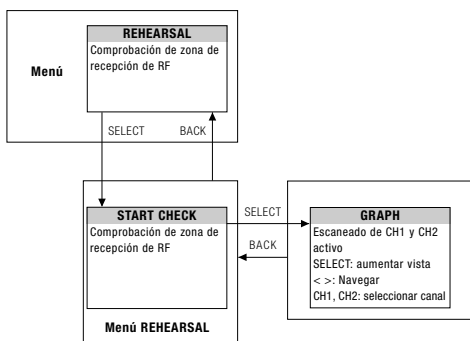 REHEARSAL
Comprobación de zona de
recepción de RF
Menú
SELECT
BACK
START CHECK
Comprobación de zona de
recepción de RF
Menú REHEARSAL
SELECT
BACK
GRAPH
Escaneado de CH1 y CH2
activo
SELECT: aumentar vista
< >: Navegar
CH1, CH2: seleccionar canal